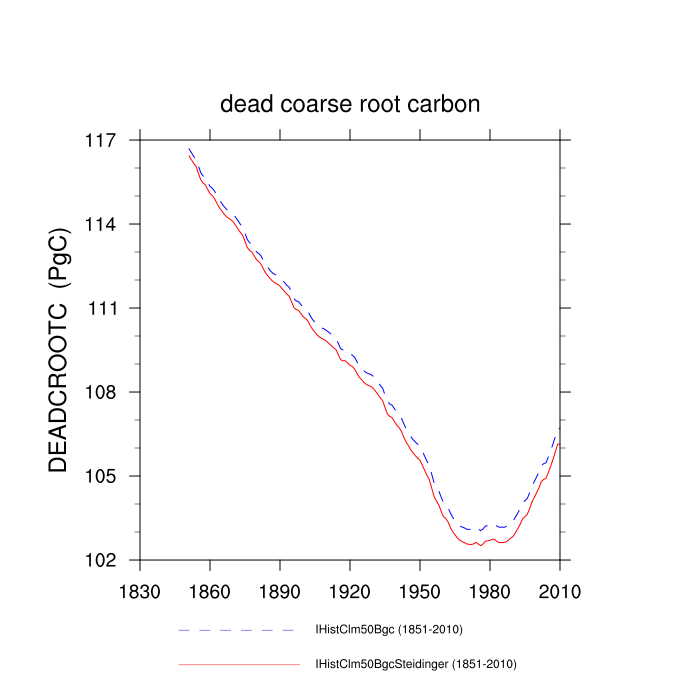 dead coarse root carbon
DEADCROOTC (PgC)
117
114
111
108
105
102
1830 1860 1890 1920 1950 1980 2010
IHistClm50Bgc (1851-2010)
IHistClm50BgcSteidinger (1851-2010)